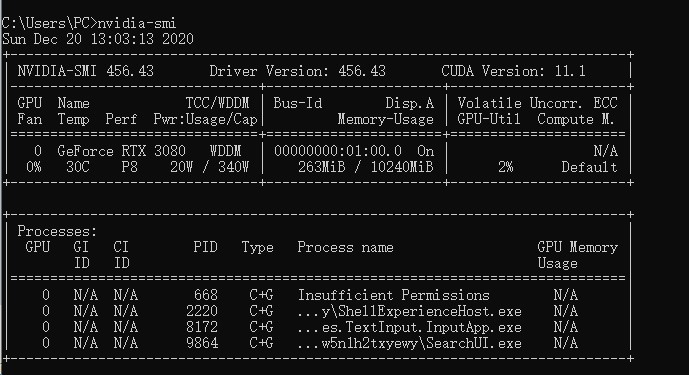 C:\Users\PC>nvidia-smi
Sun Dec 20 13:03:13 2020
+-----------------------------------------------------------------------------+
| NVIDIA-SMI 456.43       Driver Version: 456.43       CUDA Version: 11.1     |
|-------------------------------+----------------------+----------------------+
| GPU  Name            TCC/WDDM | Bus-Id        Disp.A | Volatile Uncorr. ECC |
| Fan  Temp  Perf  Pwr:Usage/Cap|         Memory-Usage | GPU-Util  Compute M. |
|===============================+======================+======================|
|   0  GeForce RTX 3080   WDDM  | 00000000:01:00.0  On |                  N/A |
|  0%   30C    P8    20W / 340W |    263MiB / 10240MiB |      2%      Default |
+-------------------------------+----------------------+----------------------+
+-----------------------------------------------------------------------------+
| Processes:                                                                  |
|  GPU   GI   CI        PID   Type   Process name                  GPU Memory |
|        ID   ID                                                   Usage      |
|=============================================================================|
|    0   N/A  N/A       668    C+G   Insufficient Permissions        N/A      |
|    0   N/A  N/A      2220    C+G   ...y\ShellExperienceHost.exe    N/A      |
|    0   N/A  N/A      8172    C+G   ...es.TextInput.InputApp.exe    N/A      |
|    0   N/A  N/A      9864    C+G   ...w5n1h2txyewy\SearchUI.exe    N/A      |
+-----------------------------------------------------------------------------+